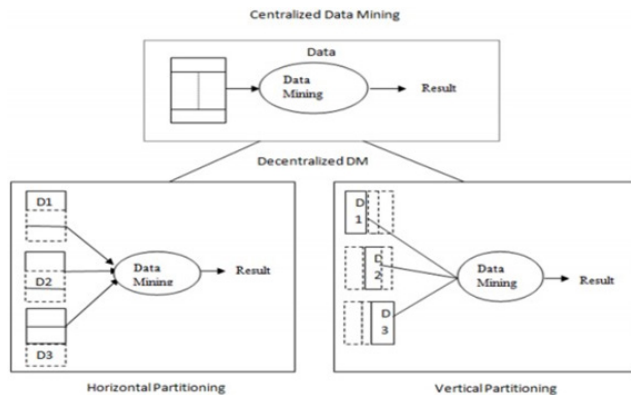 Centralized Data Mining
Data
Data
Mining
Result
Decentralized DM
D1
D2
D3
Data
Mining
Result
D
1
D
2
D
3
Data
Mining
Result
Horizontal Partitioning
Vertical Partitioning